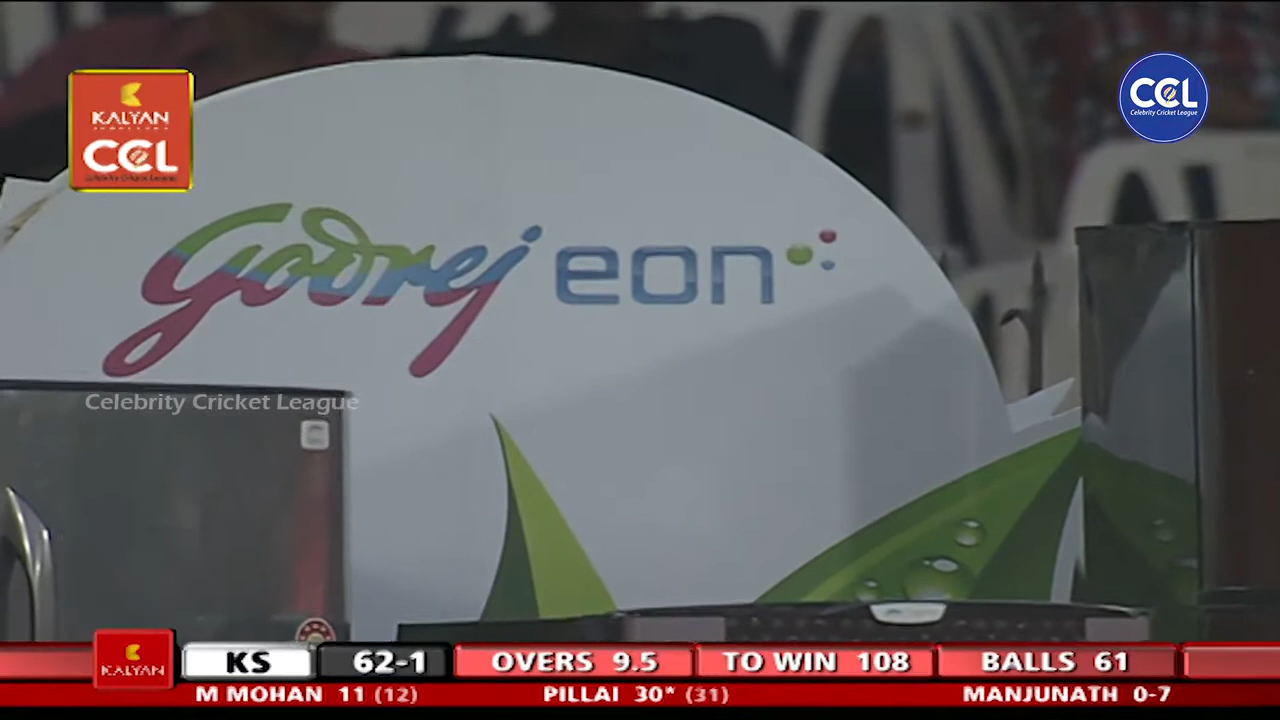 KALYAN
CCL
CCL
Celebrity Cricket League
Godrej eon
Celebrity Cricket League
KALYAN
KS 62-1 OVERS 9.5 TO WIN 108 BALLS 61
M MOHAN 11 (12) PILLAI 30* (31) MANJUNATH 0-7